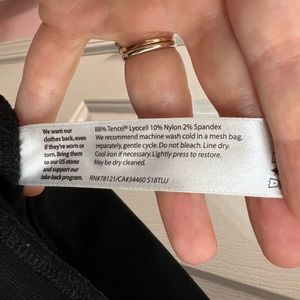 We want our
clothes back, even
if they're worn or
torn. Bring them
to our US stores
and support our
take-back program.
88% Tencel® Lyocell 10% Nylon 2% Spandex
We recommend machine wash cold in a mesh bag,
separately, gentle cycle. Do not bleach. Line dry.
Cool iron if necessary. Lightly press to restore.
May be dry cleaned.
RN#78121/CA#34460 S18TLU